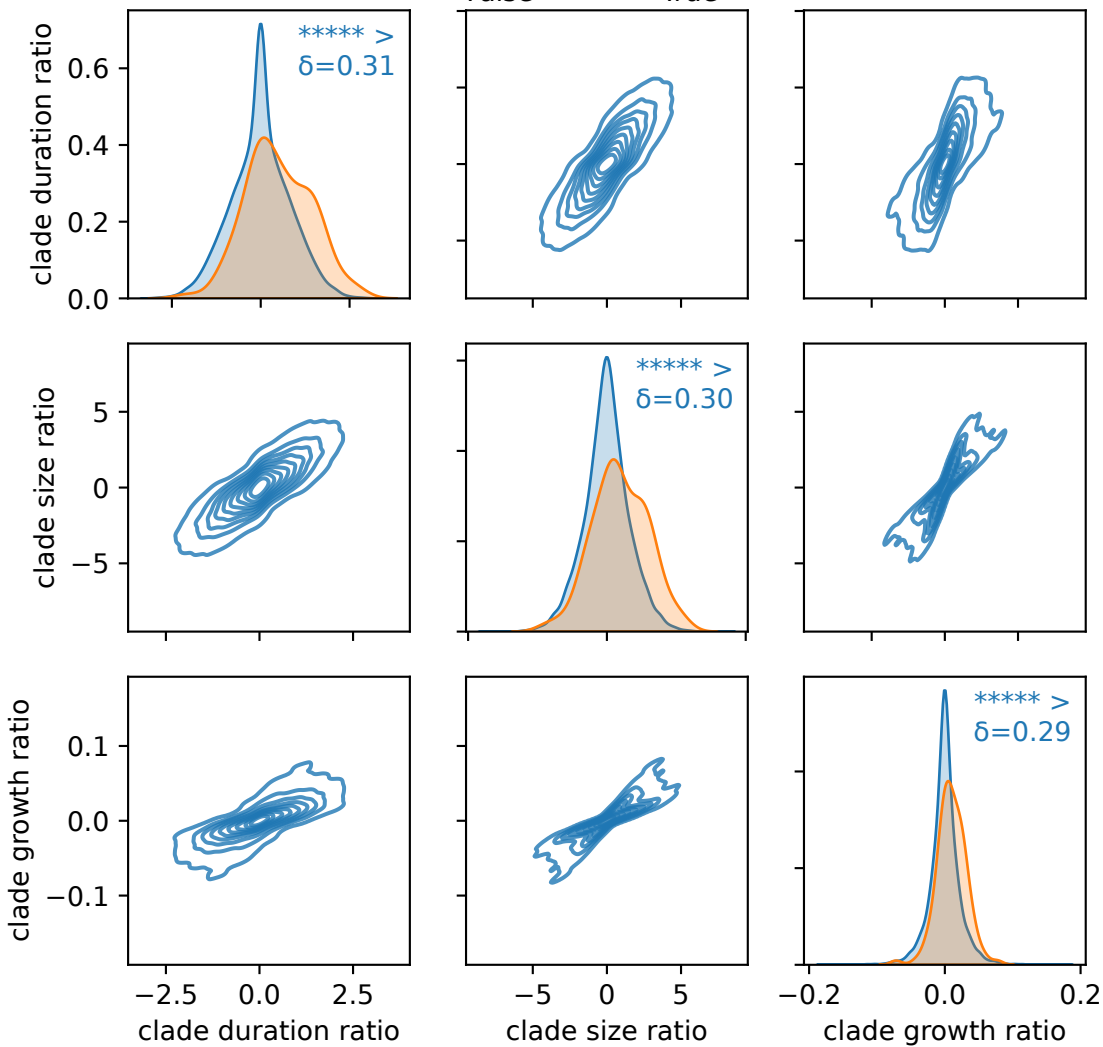 ***** >
δ=0.31
clade duration ratio
0.6
0.4
0.2
0.0
***** >
δ=0.30
clade size ratio
5
0
−5
***** >
δ=0.29
clade growth ratio
0.1
0.0
−0.1
−2.5 0.0 2.5
−5 0 5
−0.2 0.0 0.2
clade duration ratio
clade size ratio
clade growth ratio